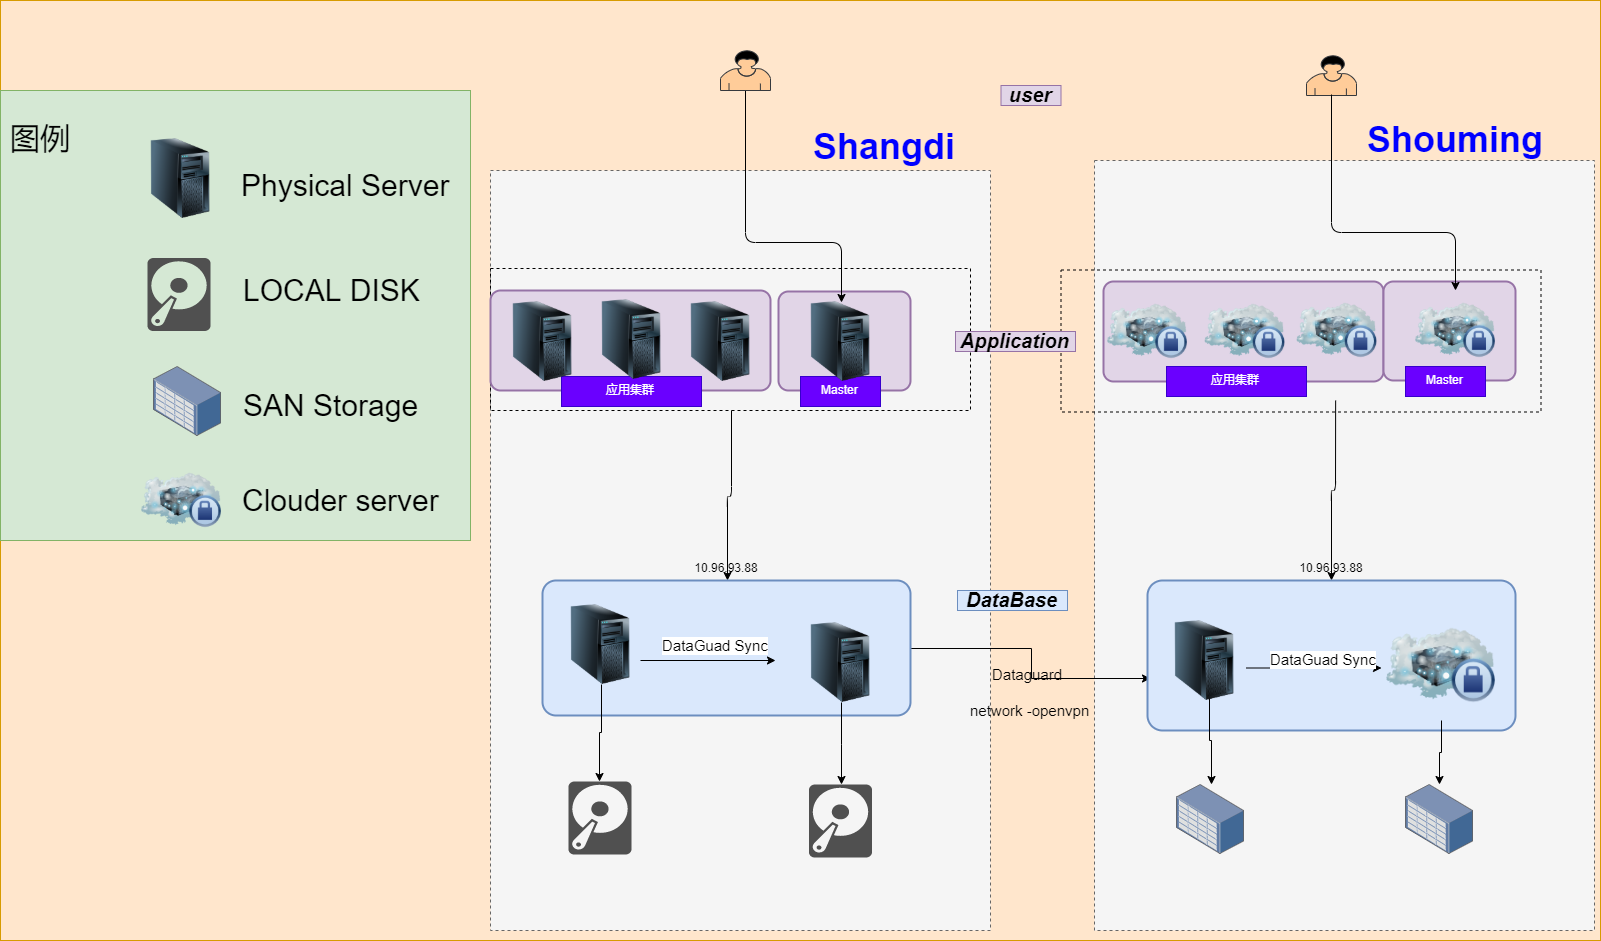 图例
Physical Server
LOCAL DISK
SAN Storage
Clouder server
user
Shangdi
Shouming
Application
应用集群
Master
应用集群
Master
10.96.93.88
10.96.93.88
DataBase
DataGuad Sync
DataGuad Sync
Dataguard
network -openvpn